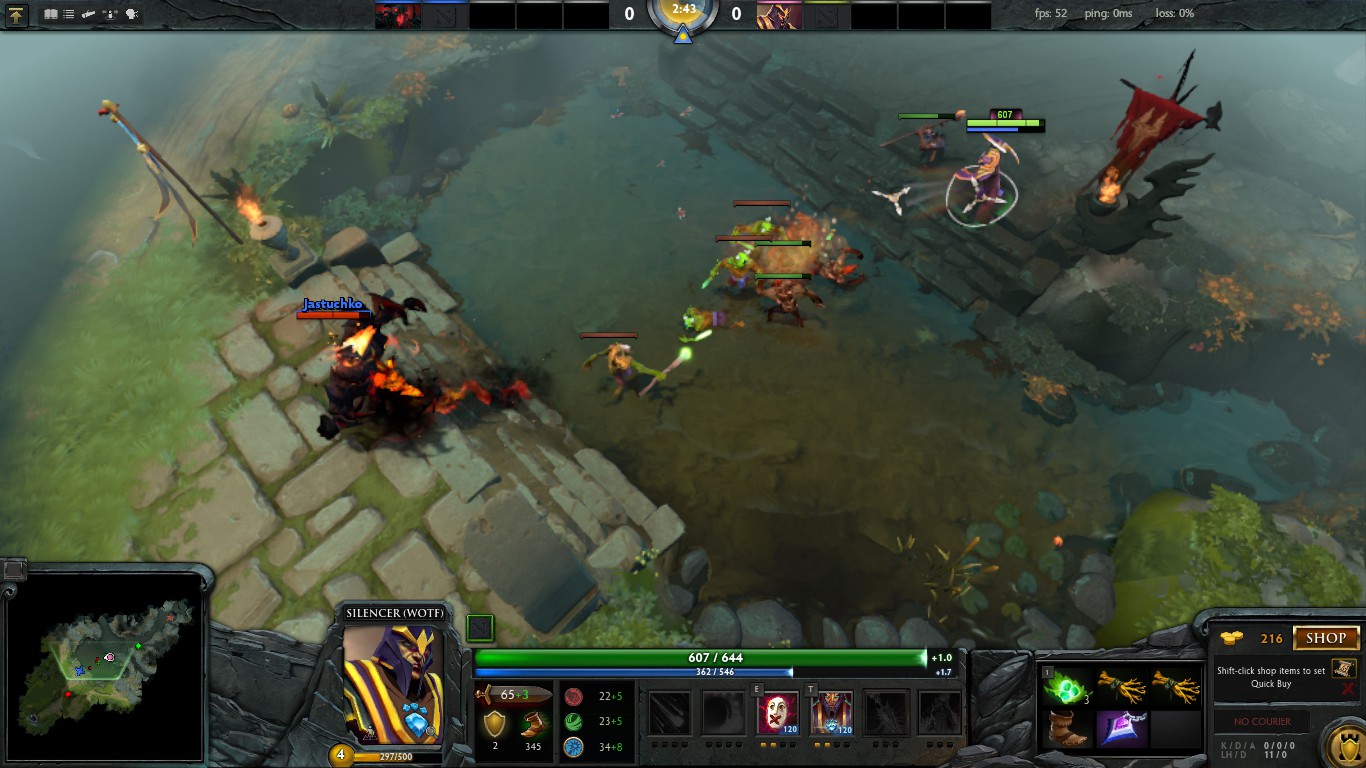 0
2:43
0
fps: 52 ping: 0ms loss: 0%
607
Jastuchko
SILENCER (WOTF)
607 / 644
+1.0
362 / 546
+1.7
65+3
2
345
22+5
23+5
34+8
E
120
T
120
4
297/500
1
3
216
SHOP
Shift-click shop items to set
Quick Buy
NO COURIER
K / D / A 0/ 0/ 0
LH / D 11/ 0